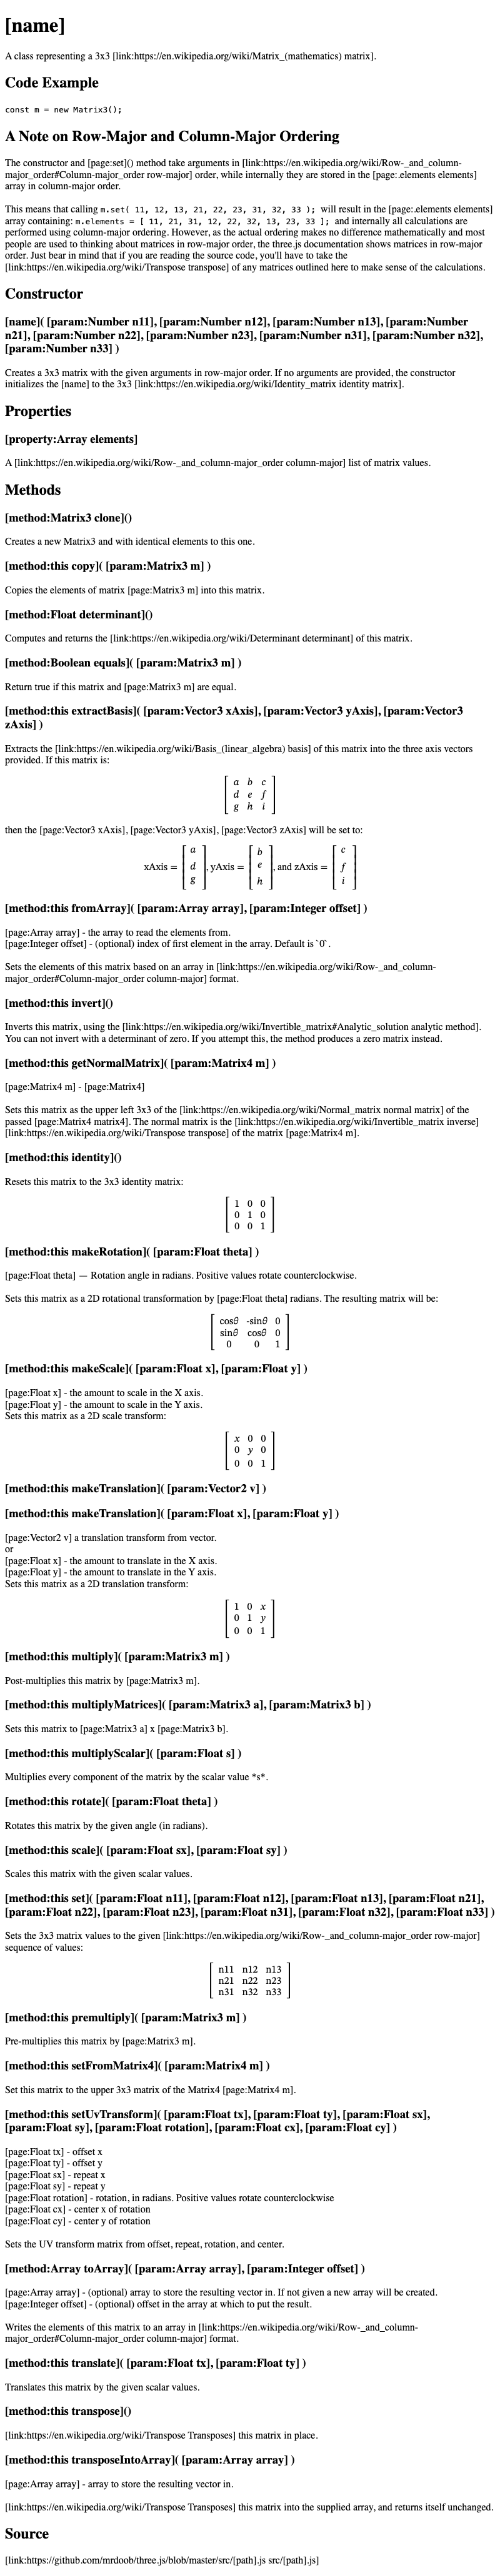 [name]
A class representing a 3x3 [link:https://en.wikipedia.org/wiki/Matrix_(mathematics) matrix].
Code Example
const m = new Matrix3();
A Note on Row-Major and Column-Major Ordering
The constructor and [page:set]() method take arguments in [link:https://en.wikipedia.org/wiki/Row-_and_column-
major_order#Column-major_order row-major] order, while internally they are stored in the [page:.elements elements]
array in column-major order.
This means that calling m.set( 11, 12, 13, 21, 22, 23, 31, 32, 33 ); will result in the [page:.elements elements]
array containing: m.elements = [ 11, 21, 31, 12, 22, 32, 13, 23, 33 ]; and internally all calculations are
performed using column-major ordering. However, as the actual ordering makes no difference mathematically and most
people are used to thinking about matrices in row-major order, the three.js documentation shows matrices in row-major
order. Just bear in mind that if you are reading the source code, you'll have to take the
[link:https://en.wikipedia.org/wiki/Transpose transpose] of any matrices outlined here to make sense of the calculations.
Constructor
[name]( [param:Number n11], [param:Number n12], [param:Number n13], [param:Number
n21], [param:Number n22], [param:Number n23], [param:Number n31], [param:Number n32],
[param:Number n33] )
Creates a 3x3 matrix with the given arguments in row-major order. If no arguments are provided, the constructor
initializes the [name] to the 3x3 [link:https://en.wikipedia.org/wiki/Identity_matrix identity matrix].
Properties
[property:Array elements]
A [link:https://en.wikipedia.org/wiki/Row-_and_column-major_order column-major] list of matrix values.
Methods
[method:Matrix3 clone]()
Creates a new Matrix3 and with identical elements to this one.
[method:this copy]( [param:Matrix3 m] )
Copies the elements of matrix [page:Matrix3 m] into this matrix.
[method:Float determinant]()
Computes and returns the [link:https://en.wikipedia.org/wiki/Determinant determinant] of this matrix.
[method:Boolean equals]( [param:Matrix3 m] )
Return true if this matrix and [page:Matrix3 m] are equal.
[method:this extractBasis]( [param:Vector3 xAxis], [param:Vector3 yAxis], [param:Vector3
zAxis] )
Extracts the [link:https://en.wikipedia.org/wiki/Basis_(linear_algebra) basis] of this matrix into the three axis vectors
provided. If this matrix is:
a b c
d e f
g h i
then the [page:Vector3 xAxis], [page:Vector3 yAxis], [page:Vector3 zAxis] will be set to:
a b c
xAxis = d , yAxis = e , and zAxis = f
g h i
[method:this fromArray]( [param:Array array], [param:Integer offset] )
[page:Array array] - the array to read the elements from.
[page:Integer offset] - (optional) index of first element in the array. Default is `0`.
Sets the elements of this matrix based on an array in [link:https://en.wikipedia.org/wiki/Row-_and_column-
major_order#Column-major_order column-major] format.
[method:this invert]()
Inverts this matrix, using the [link:https://en.wikipedia.org/wiki/Invertible_matrix#Analytic_solution analytic method].
You can not invert with a determinant of zero. If you attempt this, the method produces a zero matrix instead.
[method:this getNormalMatrix]( [param:Matrix4 m] )
[page:Matrix4 m] - [page:Matrix4]
Sets this matrix as the upper left 3x3 of the [link:https://en.wikipedia.org/wiki/Normal_matrix normal matrix] of the
passed [page:Matrix4 matrix4]. The normal matrix is the [link:https://en.wikipedia.org/wiki/Invertible_matrix inverse]
[link:https://en.wikipedia.org/wiki/Transpose transpose] of the matrix [page:Matrix4 m].
[method:this identity]()
Resets this matrix to the 3x3 identity matrix:
1 0 0
0 1 0
0 0 1
[method:this makeRotation]( [param:Float theta] )
[page:Float theta] — Rotation angle in radians. Positive values rotate counterclockwise.
Sets this matrix as a 2D rotational transformation by [page:Float theta] radians. The resulting matrix will be:
cosθ -sinθ 0
sinθ cosθ 0
0 0 1
[method:this makeScale]( [param:Float x], [param:Float y] )
[page:Float x] - the amount to scale in the X axis.
[page:Float y] - the amount to scale in the Y axis.
Sets this matrix as a 2D scale transform:
x 0 0
0 y 0
0 0 1
[method:this makeTranslation]( [param:Vector2 v] )
[method:this makeTranslation]( [param:Float x], [param:Float y] )
[page:Vector2 v] a translation transform from vector.
or
[page:Float x] - the amount to translate in the X axis.
[page:Float y] - the amount to translate in the Y axis.
Sets this matrix as a 2D translation transform:
1 0 x
0 1 y
0 0 1
[method:this multiply]( [param:Matrix3 m] )
Post-multiplies this matrix by [page:Matrix3 m].
[method:this multiplyMatrices]( [param:Matrix3 a], [param:Matrix3 b] )
Sets this matrix to [page:Matrix3 a] x [page:Matrix3 b].
[method:this multiplyScalar]( [param:Float s] )
Multiplies every component of the matrix by the scalar value *s*.
[method:this rotate]( [param:Float theta] )
Rotates this matrix by the given angle (in radians).
[method:this scale]( [param:Float sx], [param:Float sy] )
Scales this matrix with the given scalar values.
[method:this set]( [param:Float n11], [param:Float n12], [param:Float n13], [param:Float n21],
[param:Float n22], [param:Float n23], [param:Float n31], [param:Float n32], [param:Float n33] )
Sets the 3x3 matrix values to the given [link:https://en.wikipedia.org/wiki/Row-_and_column-major_order row-major]
sequence of values:
n11 n12 n13
n21 n22 n23
n31 n32 n33
[method:this premultiply]( [param:Matrix3 m] )
Pre-multiplies this matrix by [page:Matrix3 m].
[method:this setFromMatrix4]( [param:Matrix4 m] )
Set this matrix to the upper 3x3 matrix of the Matrix4 [page:Matrix4 m].
[method:this setUvTransform]( [param:Float tx], [param:Float ty], [param:Float sx],
[param:Float sy], [param:Float rotation], [param:Float cx], [param:Float cy] )
[page:Float tx] - offset x
[page:Float ty] - offset y
[page:Float sx] - repeat x
[page:Float sy] - repeat y
[page:Float rotation] - rotation, in radians. Positive values rotate counterclockwise
[page:Float cx] - center x of rotation
[page:Float cy] - center y of rotation
Sets the UV transform matrix from offset, repeat, rotation, and center.
[method:Array toArray]( [param:Array array], [param:Integer offset] )
[page:Array array] - (optional) array to store the resulting vector in. If not given a new array will be created.
[page:Integer offset] - (optional) offset in the array at which to put the result.
Writes the elements of this matrix to an array in [link:https://en.wikipedia.org/wiki/Row-_and_column-
major_order#Column-major_order column-major] format.
[method:this translate]( [param:Float tx], [param:Float ty] )
Translates this matrix by the given scalar values.
[method:this transpose]()
[link:https://en.wikipedia.org/wiki/Transpose Transposes] this matrix in place.
[method:this transposeIntoArray]( [param:Array array] )
[page:Array array] - array to store the resulting vector in.
[link:https://en.wikipedia.org/wiki/Transpose Transposes] this matrix into the supplied array, and returns itself unchanged.
Source
[link:https://github.com/mrdoob/three.js/blob/master/src/[path].js src/[path].js]